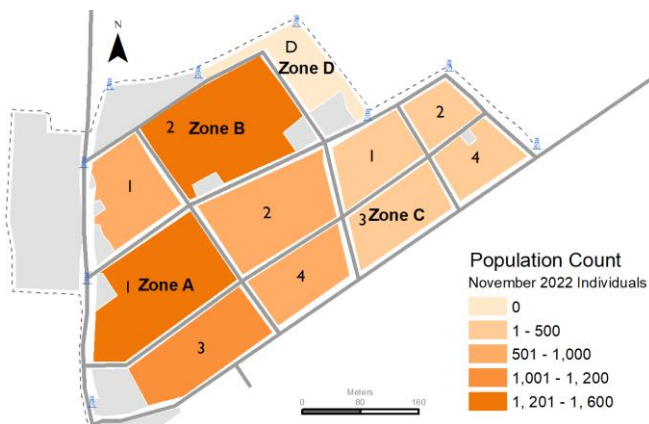 N
D
Zone D
2 Zone B
2
1
1
4
2
3 Zone C
1 Zone A
4
3
Population Count
November 2022 Individuals
0
1 - 500
501 - 1,000
1,001 - 1, 200
1, 201 - 1, 600
Meters
0 80 160